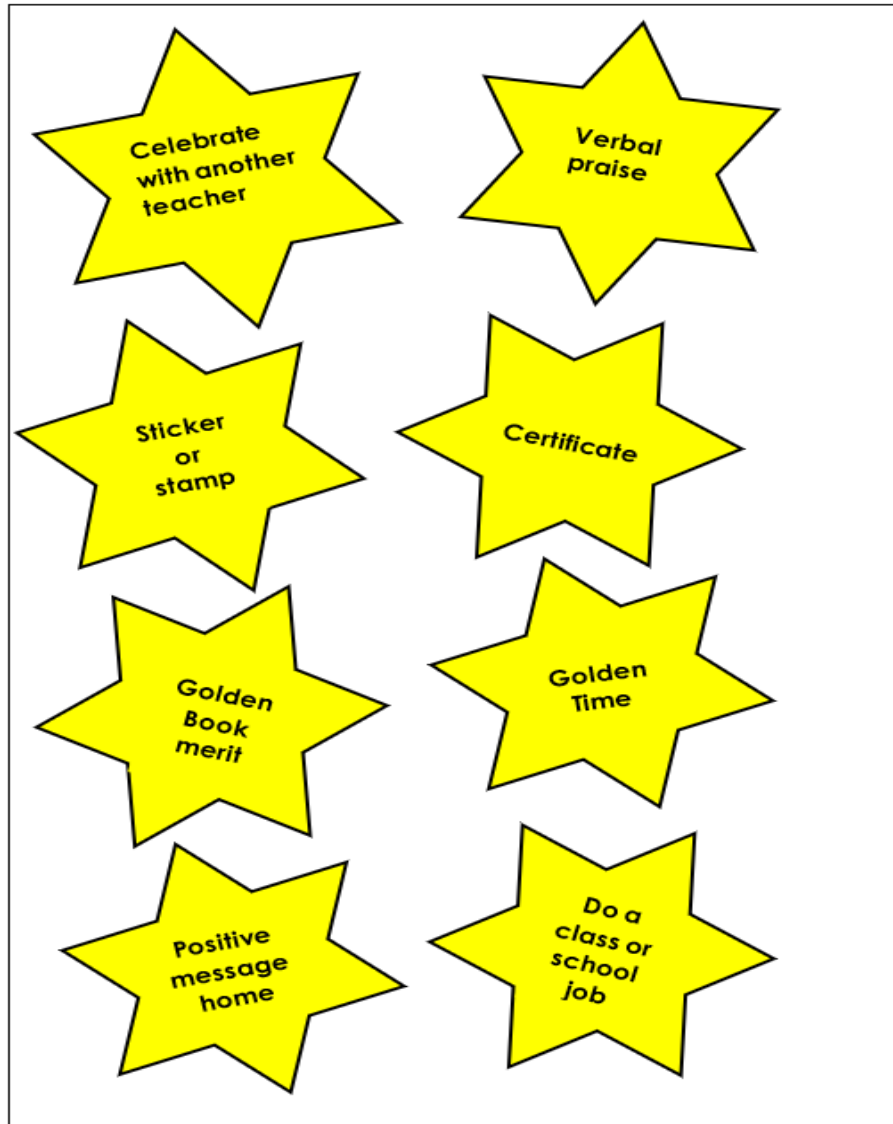 Celebrate
with another
teacher
Verbal
praise
Sticker
or
stamp
Certificate
Golden
Book
merit
Golden
Time
Positive
message
home
Do a
class or
school
job